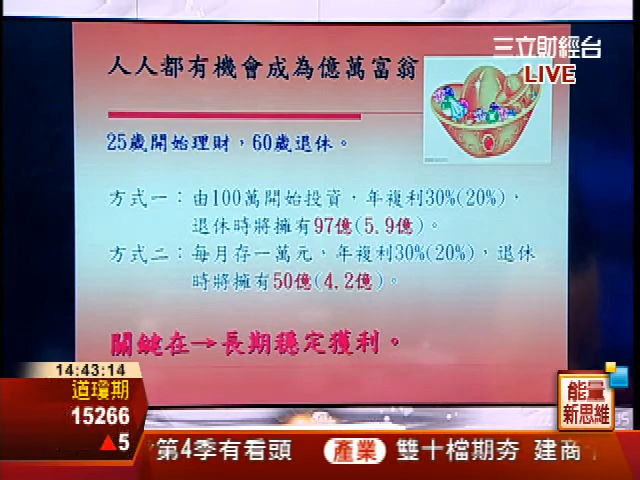 三立財經台
LIVE
人人都有機會成為億萬富翁
25歲開始理財，60歲退休。
方式一：由100萬開始投資，年複利30%(20%)，
退休時將擁有97億(5.9億)。
方式二：每月存一萬元，年複利30%(20%)，退休
時將擁有50億(4.2億)。
關鍵在→長期穩定獲利。
14:43:14
道瓊期
15266
▲5
能量
新思維
第4季有看頭 產業 雙十檔期夯 建商